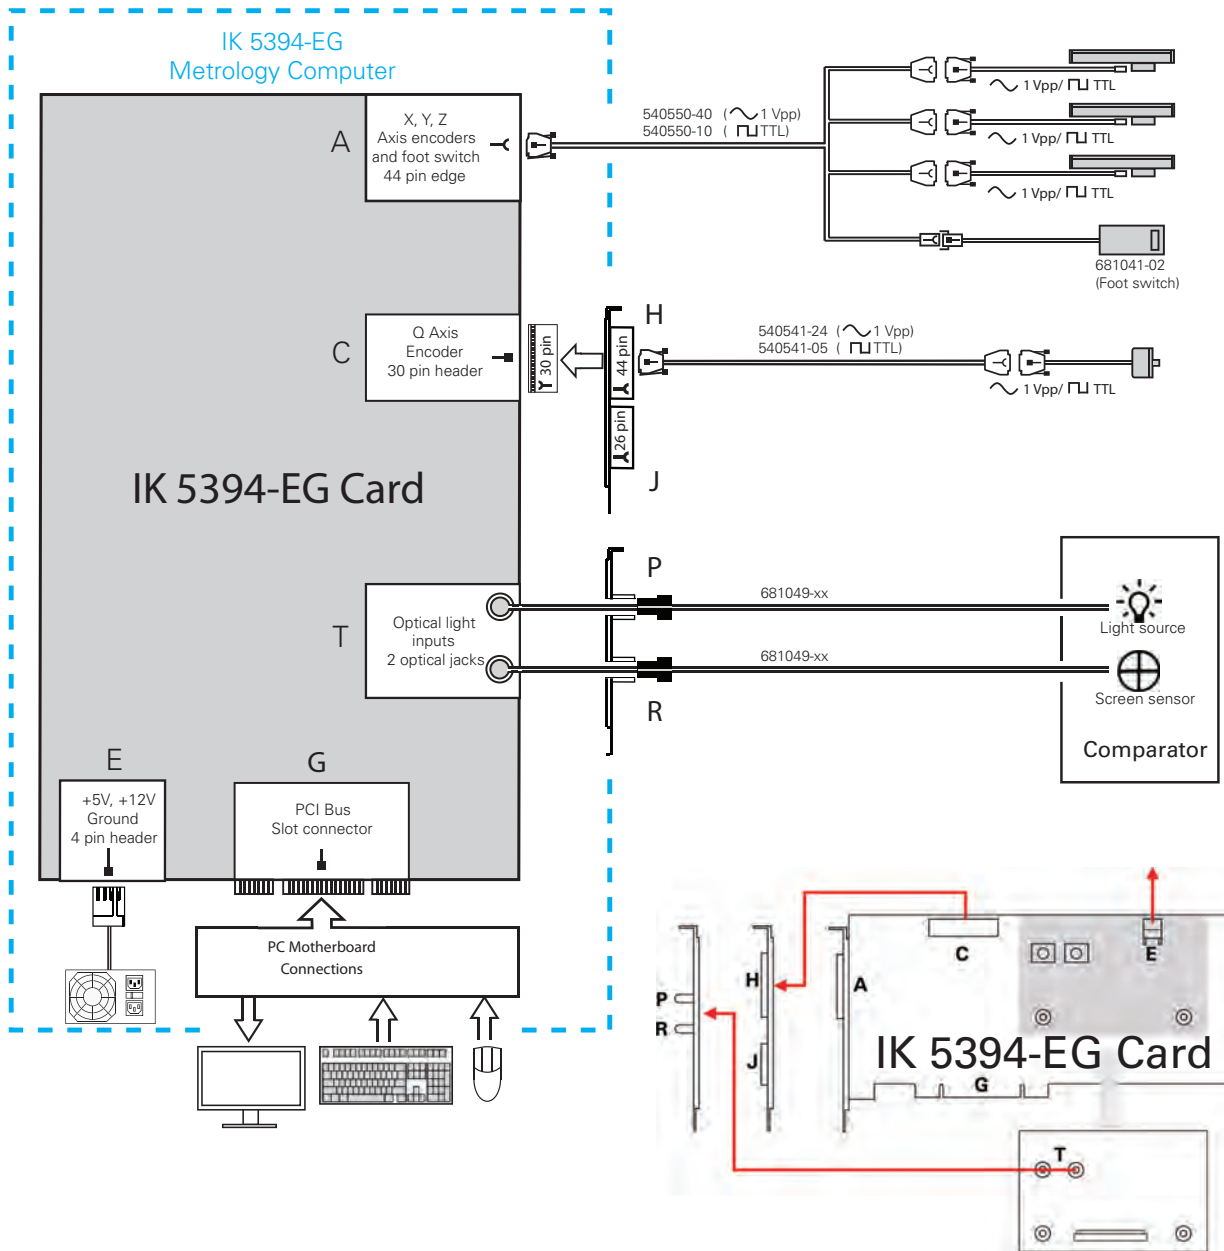 IK 5394-EG
Metrology Computer
A
X, Y, Z
Axis encoders
and foot switch
44 pin edge
540550-40 ( 1 Vpp)
540550-10 ( TTL)
1 Vpp/ TTL
1 Vpp/ TTL
1 Vpp/ TTL
681041-02
(Foot switch)
C
Q Axis
Encoder
30 pin header
30 pin
H
44 pin
26 pin
J
540541-24 ( 1 Vpp)
540541-05 ( TTL)
1 Vpp/ TTL
IK 5394-EG Card
T
Optical light
inputs
2 optical jacks
P
681049-xx
681049-xx
R
Light source
Screen sensor
Comparator
E
+5V, +12V
Ground
4 pin header
G
PCI Bus
Slot connector
PC Motherboard
Connections
P
R
H
J
A
C
E
IK 5394-EG Card
G
T